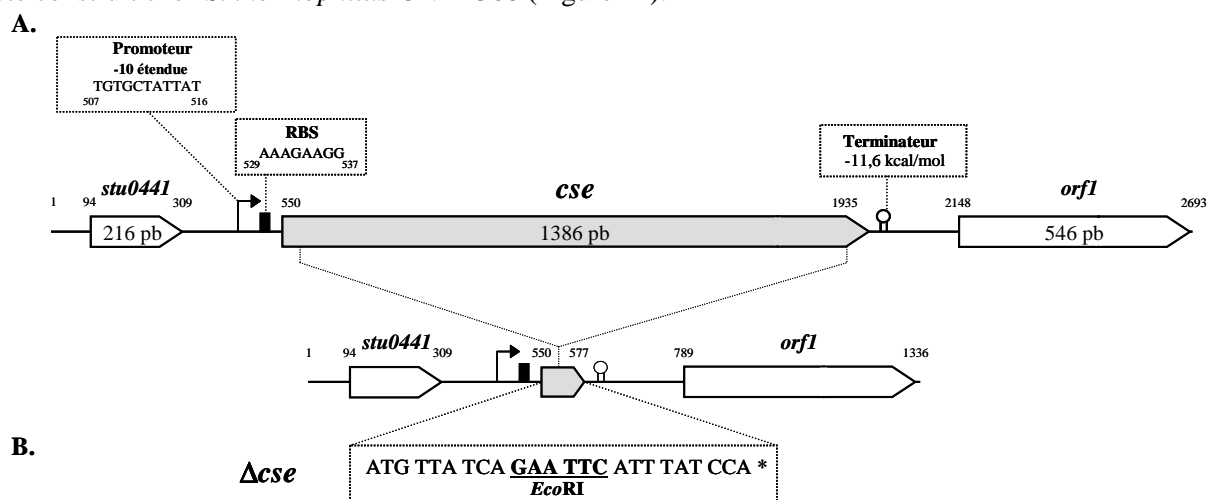 A.
Promoteur
-10 étendue
TGTGCTATTAT
507 516
RBS
AAAGAAGG
529 537
Terminateur
-11,6 kcal/mol
stu0441 cse orf1
1 94 309 550 1935 2148 2693
216 pb 1386 pb 546 pb
stu0441 orf1
1 94 309 550 577 789 1336
B.
Δcse
ATG TTA TCA GAA TTC ATT TAT CCA *
EcoRI